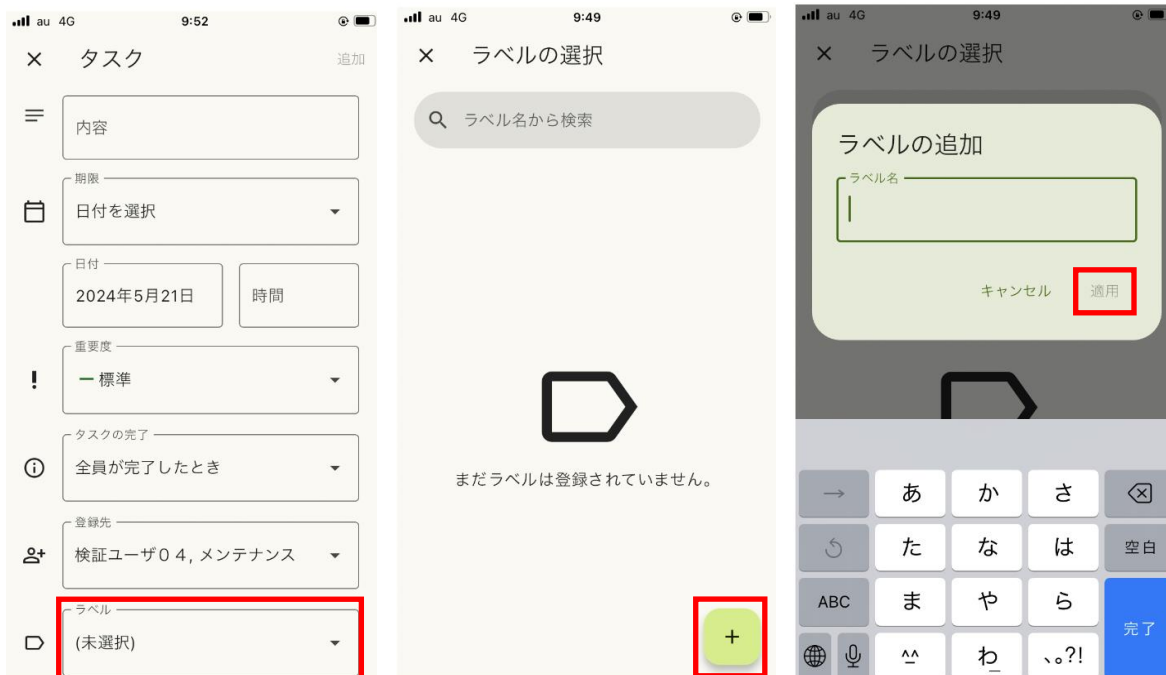 au 4G 9:52
タスク 追加
内容
期限
日付を選択
日付
2024年5月21日 時間
重要度
標準
タスクの完了
全員が完了したとき
登録先
検証ユーザ０４, メンテナンス
ラベル
(未選択)
au 4G 9:49
ラベルの選択
ラベル名から検索
まだラベルは登録されていません。
+
au 4G 9:49
ラベルの選択
ラベルの追加
ラベル名
キャンセル 適用
→ あ か さ
た な は 空白
ABC ま や ら
^^ わ 、。?! 完了